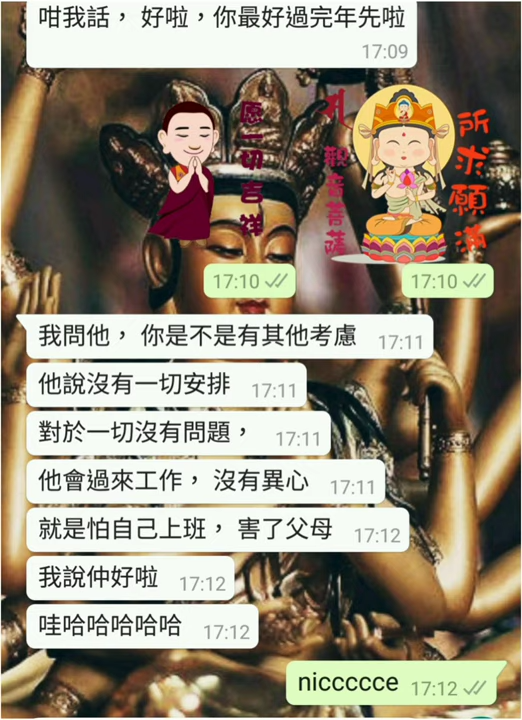 咁我話， 好啦，你最好過完年先啦
17:09
愿一切吉祥
礼觀音菩薩
所求願滿
17:10
17:10
我問他， 你是不是有其他考慮 17:11
他說沒有一切安排 17:11
對於一切沒有問題， 17:11
他會過來工作， 沒有異心 17:11
就是怕自己上班， 害了父母 17:12
我說仲好啦 17:12
哇哈哈哈哈哈 17:12
niccccce 17:12